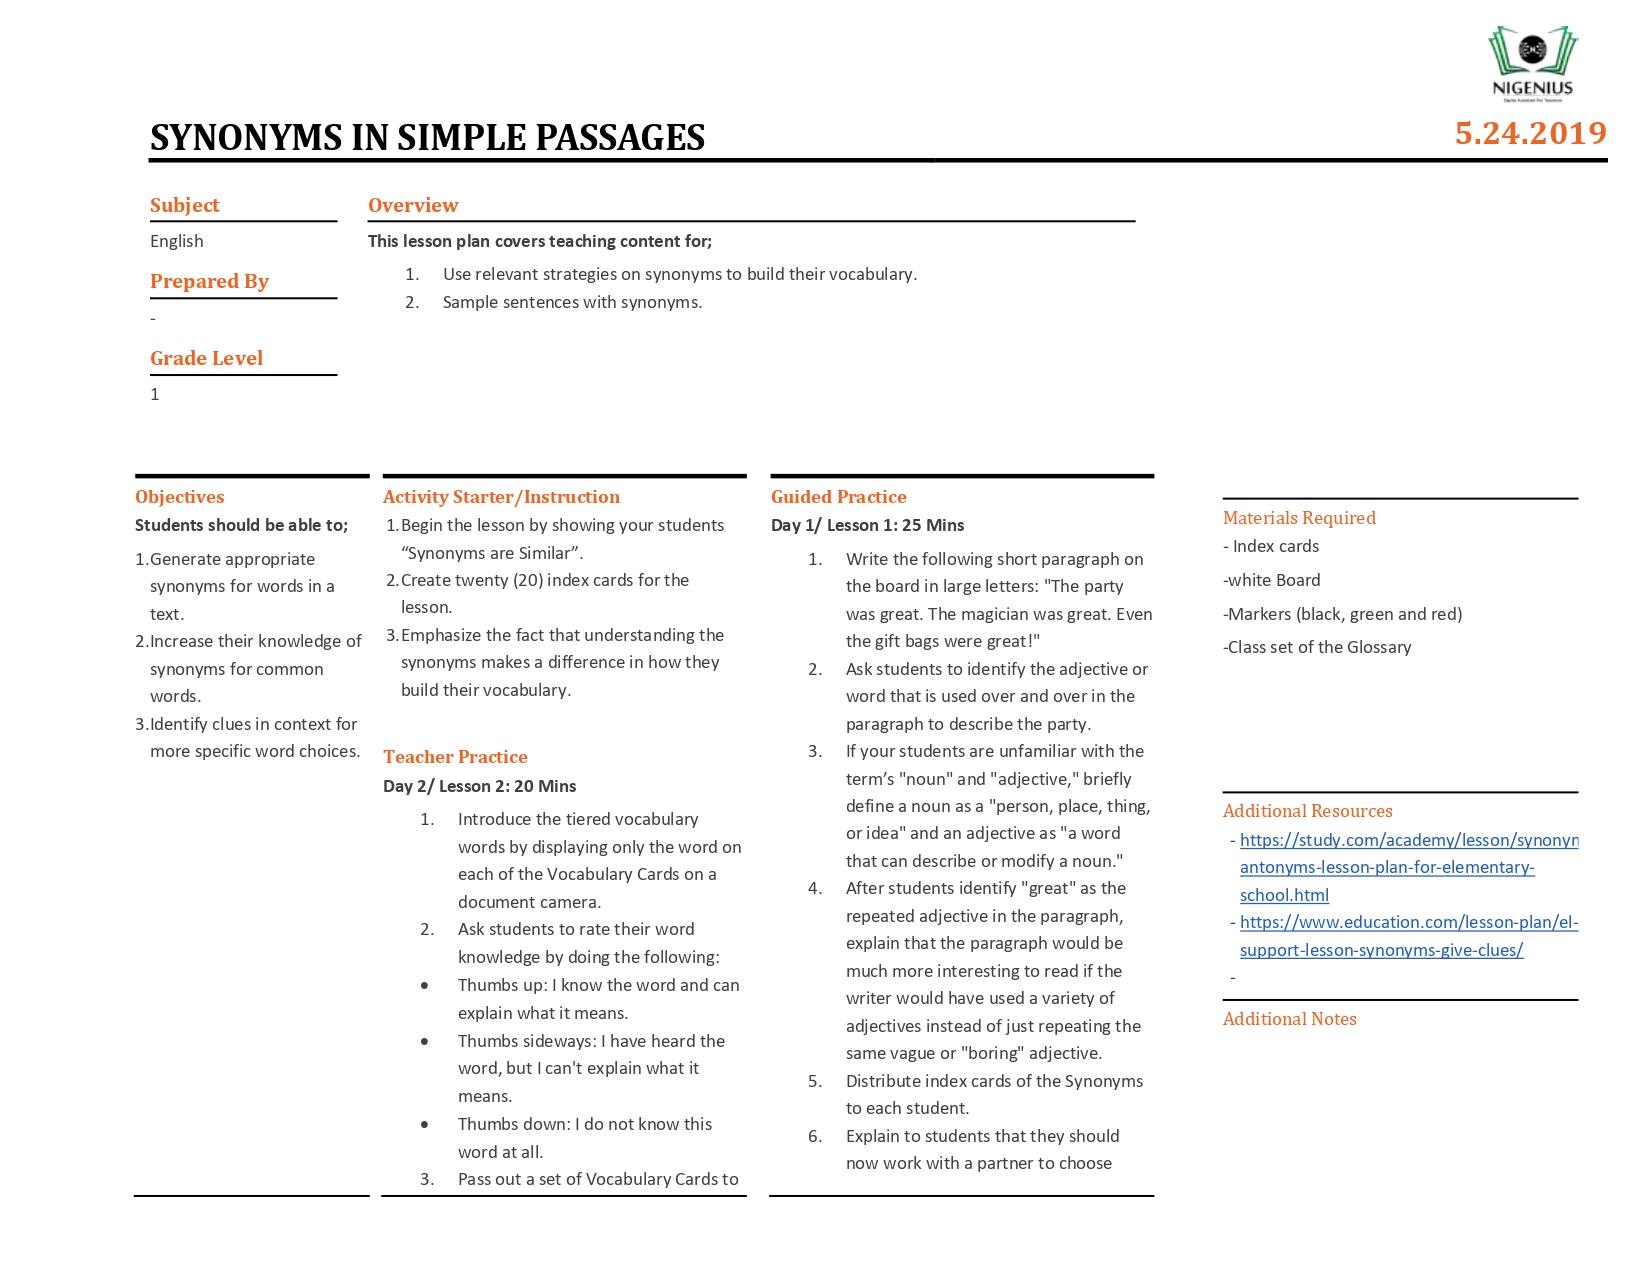 NIGENIUS
Digital Assistant For Teachers
SYNONYMS IN SIMPLE PASSAGES
5.24.2019
Subject
English
Prepared By
-
Grade Level
1
Overview
This lesson plan covers teaching content for;
1. Use relevant strategies on synonyms to build their vocabulary.
2. Sample sentences with synonyms.
Objectives
Students should be able to;
1.Generate appropriate
synonyms for words in a
text.
2.Increase their knowledge of
synonyms for common
words.
3.Identify clues in context for
more specific word choices.
Activity Starter/Instruction
1.Begin the lesson by showing your students
“Synonyms are Similar”.
2.Create twenty (20) index cards for the
lesson.
3.Emphasize the fact that understanding the
synonyms makes a difference in how they
build their vocabulary.
Teacher Practice
Day 2/ Lesson 2: 20 Mins
1. Introduce the tiered vocabulary
words by displaying only the word on
each of the Vocabulary Cards on a
document camera.
2. Ask students to rate their word
knowledge by doing the following:
• Thumbs up: I know the word and can
explain what it means.
• Thumbs sideways: I have heard the
word, but I can't explain what it
means.
• Thumbs down: I do not know this
word at all.
3. Pass out a set of Vocabulary Cards to
Guided Practice
Day 1/ Lesson 1: 25 Mins
1. Write the following short paragraph on
the board in large letters: "The party
was great. The magician was great. Even
the gift bags were great!"
2. Ask students to identify the adjective or
word that is used over and over in the
paragraph to describe the party.
3. If your students are unfamiliar with the
term’s "noun" and "adjective," briefly
define a noun as a "person, place, thing,
or idea" and an adjective as "a word
that can describe or modify a noun."
4. After students identify "great" as the
repeated adjective in the paragraph,
explain that the paragraph would be
much more interesting to read if the
writer would have used a variety of
adjectives instead of just repeating the
same vague or "boring" adjective.
5. Distribute index cards of the Synonyms
to each student.
6. Explain to students that they should
now work with a partner to choose
Materials Required
- Index cards
-white Board
-Markers (black, green and red)
-Class set of the Glossary
Additional Resources
- https://study.com/academy/lesson/synonyn
antonyms-lesson-plan-for-elementary-
school.html
- https://www.education.com/lesson-plan/el-
support-lesson-synonyms-give-clues/
-
Additional Notes